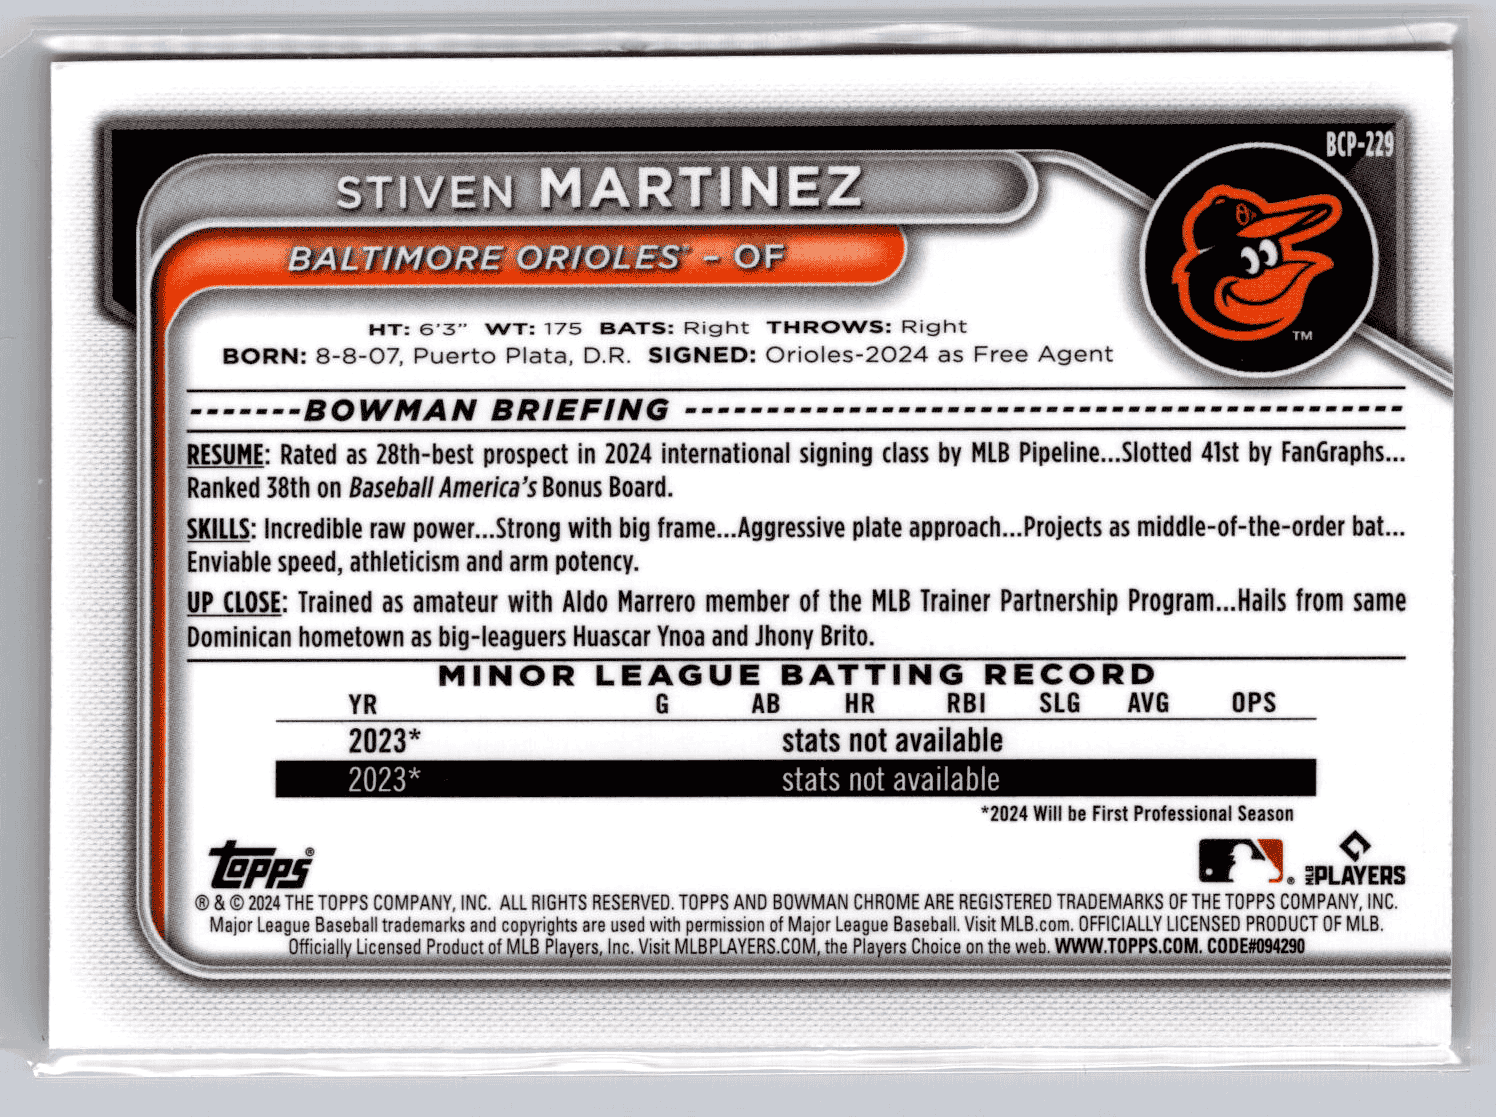 BCP-229
STIVEN MARTINEZ
BALTIMORE ORIOLES™ - OF
HT: 6'3" WT: 175 BATS: Right THROWS: Right
BORN: 8-8-07, Puerto Plata, D.R. SIGNED: Orioles-2024 as Free Agent
TM
-------BOWMAN BRIEFING --------------------------------------------
RESUME: Rated as 28th-best prospect in 2024 international signing class by MLB Pipeline...Slotted 41st by FanGraphs...
Ranked 38th on Baseball America's Bonus Board.
SKILLS: Incredible raw power...Strong with big frame...Aggressive plate approach...Projects as middle-of-the-order bat...
Enviable speed, athleticism and arm potency.
UP CLOSE: Trained as amateur with Aldo Marrero member of the MLB Trainer Partnership Program...Hails from same
Dominican hometown as big-leaguers Huascar Ynoa and Jhony Brito.
MINOR LEAGUE BATTING RECORD
YR G AB HR RBI SLG AVG OPS
2023* stats not available
2023* stats not available
*2024 Will be First Professional Season
Topps®
® MLB PLAYERS
® & © 2024 THE TOPPS COMPANY, INC. ALL RIGHTS RESERVED. TOPPS AND BOWMAN CHROME ARE REGISTERED TRADEMARKS OF THE TOPPS COMPANY, INC.
Major League Baseball trademarks and copyrights are used with permission of Major League Baseball. Visit MLB.com. OFFICIALLY LICENSED PRODUCT OF MLB.
Officially Licensed Product of MLB Players, Inc. Visit MLBPLAYERS.COM, the Players Choice on the web. WWW.TOPPS.COM. CODE#094290